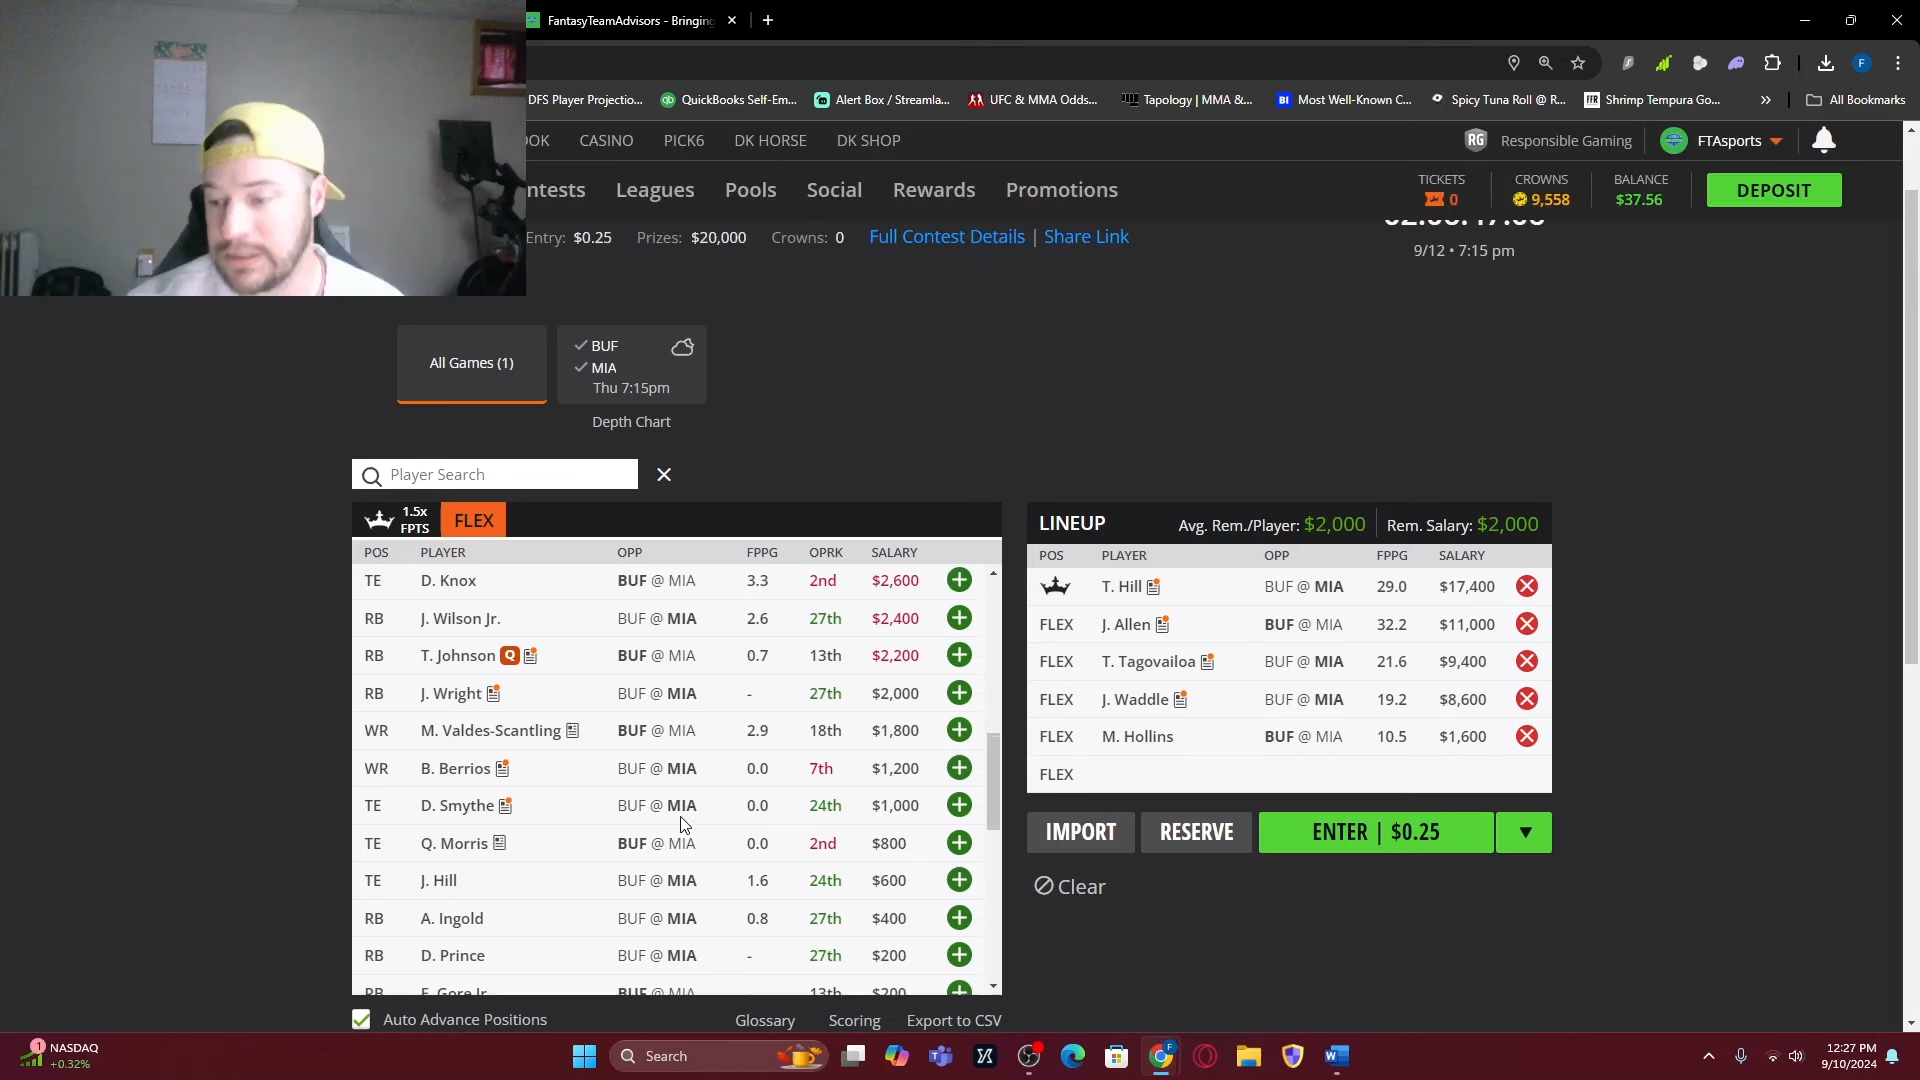 FantasyTeamAdvisors - Bringing
DFS Player Projectio...
QuickBooks Self-Em...
Alert Box / Streamla...
UFC & MMA Odds...
Tapology | MMA &...
BI Most Well-Known C...
Spicy Tuna Roll @ R...
FFR Shrimp Tempura Go...
All Bookmarks
OOK CASINO PICK6 DK HORSE DK SHOP
RG Responsible Gaming FTAsports
ntests Leagues Pools Social Rewards Promotions
TICKETS 0
CROWNS 9,558
BALANCE $37.56
DEPOSIT
Entry: $0.25 Prizes: $20,000 Crowns: 0 Full Contest Details | Share Link
9/12 • 7:15 pm
All Games (1)
BUF
MIA
Thu 7:15pm
Depth Chart
Player Search
1.5x FPTS FLEX
POS PLAYER OPP FPPG OPRK SALARY
TE D. Knox BUF @ MIA 3.3 2nd $2,600
RB J. Wilson Jr. BUF @ MIA 2.6 27th $2,400
RB T. Johnson Q BUF @ MIA 0.7 13th $2,200
RB J. Wright BUF @ MIA - 27th $2,000
WR M. Valdes-Scantling BUF @ MIA 2.9 18th $1,800
WR B. Berrios BUF @ MIA 0.0 7th $1,200
TE D. Smythe BUF @ MIA 0.0 24th $1,000
TE Q. Morris BUF @ MIA 0.0 2nd $800
TE J. Hill BUF @ MIA 1.6 24th $600
RB A. Ingold BUF @ MIA 0.8 27th $400
RB D. Prince BUF @ MIA - 27th $200
RB F. Gore Jr. BUF @ MIA 13th $200
Auto Advance Positions Glossary Scoring Export to CSV
LINEUP Avg. Rem./Player: $2,000 Rem. Salary: $2,000
POS PLAYER OPP FPPG SALARY
T. Hill BUF @ MIA 29.0 $17,400
FLEX J. Allen BUF @ MIA 32.2 $11,000
FLEX T. Tagovailoa BUF @ MIA 21.6 $9,400
FLEX J. Waddle BUF @ MIA 19.2 $8,600
FLEX M. Hollins BUF @ MIA 10.5 $1,600
FLEX
IMPORT RESERVE ENTER | $0.25
Clear
1 NASDAQ
+0.32%
Search
12:27 PM
9/10/2024